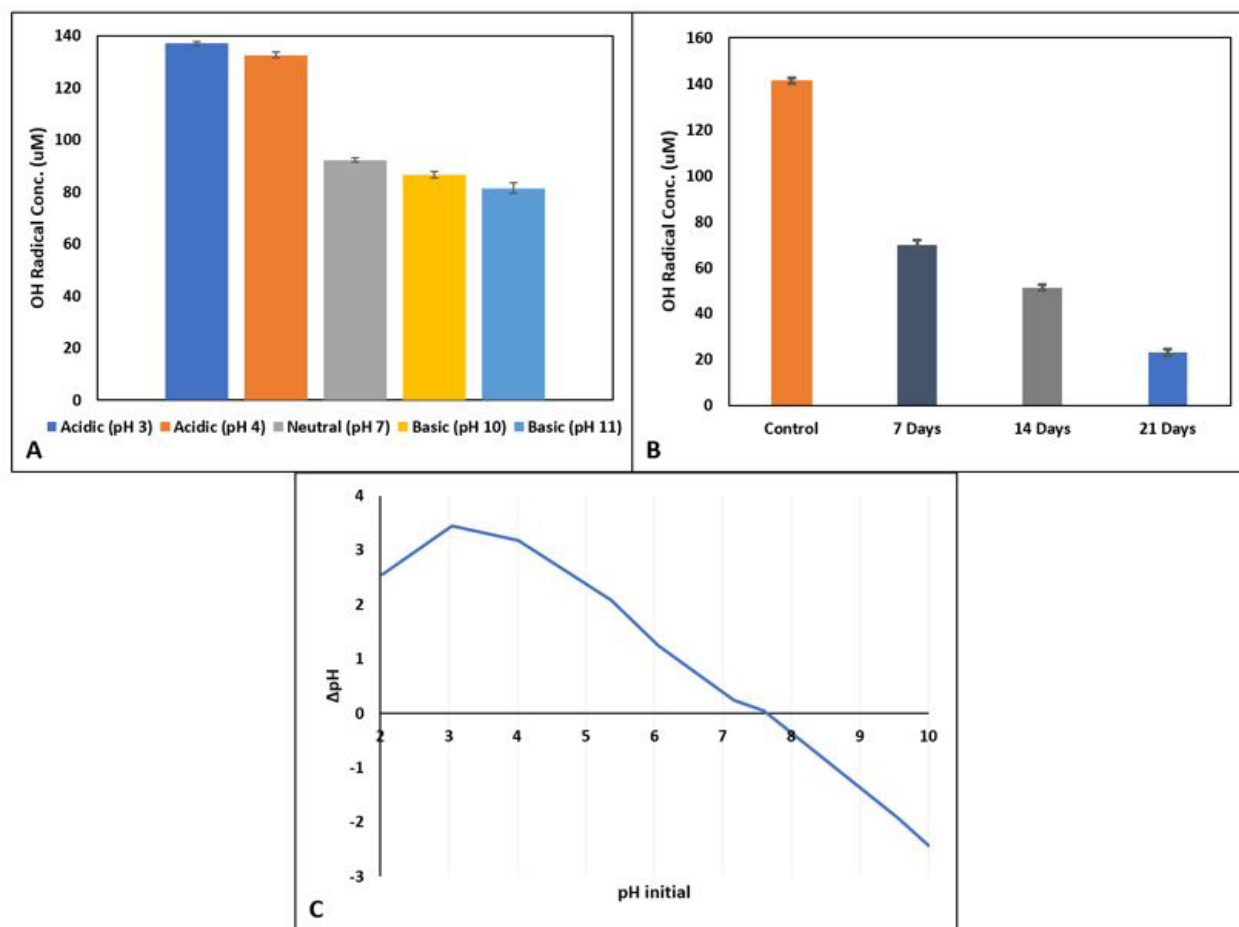 140
120
100
80
60
40
20
0
OH Radical Conc. (uM)
Acidic (pH 3) Acidic (pH 4) Neutral (pH 7) Basic (pH 10) Basic (pH 11)
A
160
140
120
100
80
60
40
20
0
OH Radical Conc. (uM)
Control 7 Days 14 Days 21 Days
B
4
3
2
1
0
-1
-2
-3
ΔpH
2 3 4 5 6 7 8 9 10
pH initial
C